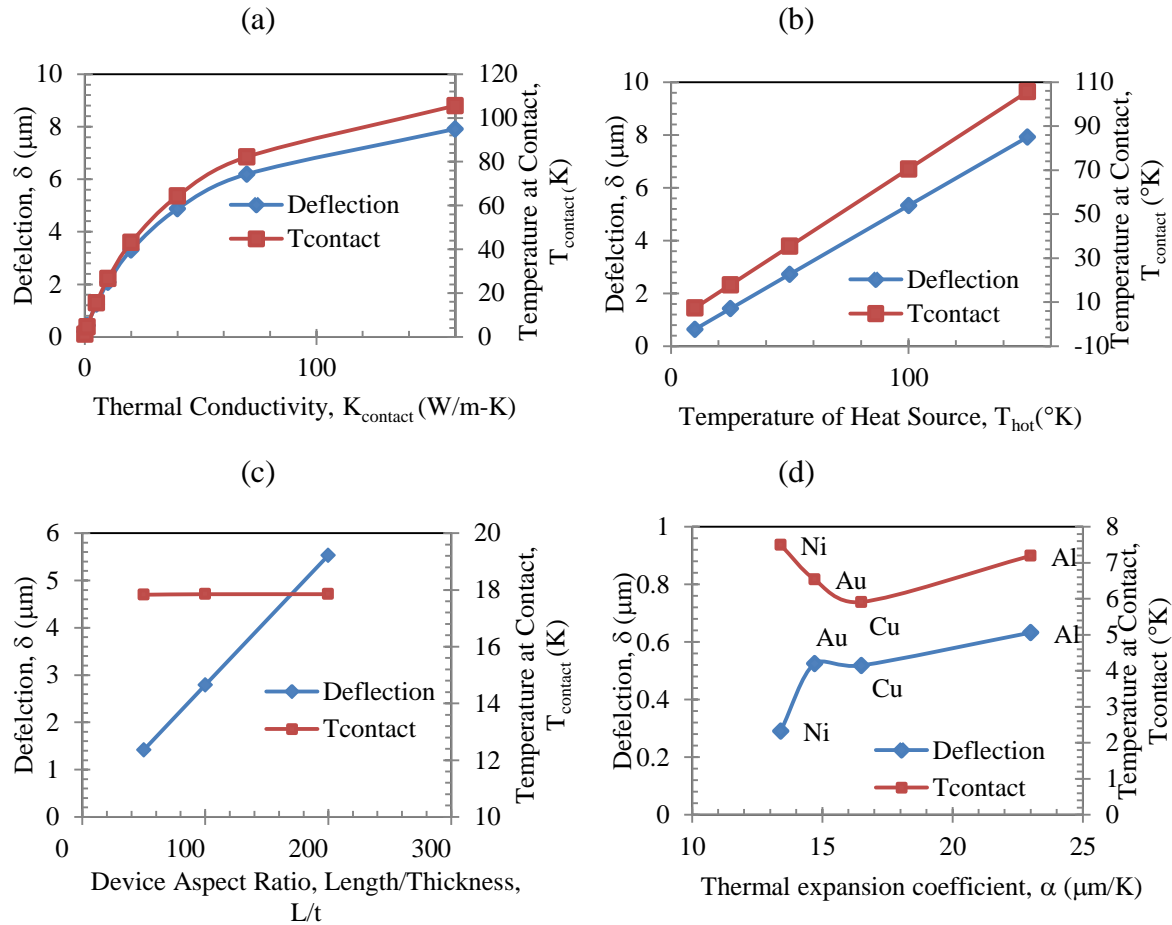 (a)
10
8
6
4
2
0
Defelction, δ (μm)
120
100
80
60
40
20
0
Temperature at Contact,
T_contact (K)
Deflection
Tcontact
0
100
Thermal Conductivity, K_contact (W/m-K)
(b)
10
8
6
4
2
0
Defelction, δ (μm)
110
90
70
50
30
10
-10
Temperature at Contact,
T_contact (°K)
Deflection
Tcontact
0
100
Temperature of Heat Source, T_hot(°K)
(c)
6
5
4
3
2
1
0
Defelction, δ (μm)
20
18
16
14
12
10
Temperature at Contact,
T_contact (K)
Deflection
Tcontact
0
100
200
300
Device Aspect Ratio, Length/Thickness,
L/t
(d)
1
0.8
0.6
0.4
0.2
0
Defelction, δ (μm)
8
7
6
5
4
3
2
1
0
Temperature at Contact,
Tcontact (°K)
Ni
Au
Cu
Al
Au
Cu
Al
Ni
Deflection
Tcontact
10
15
20
25
Thermal expansion coefficient, α (μm/K)